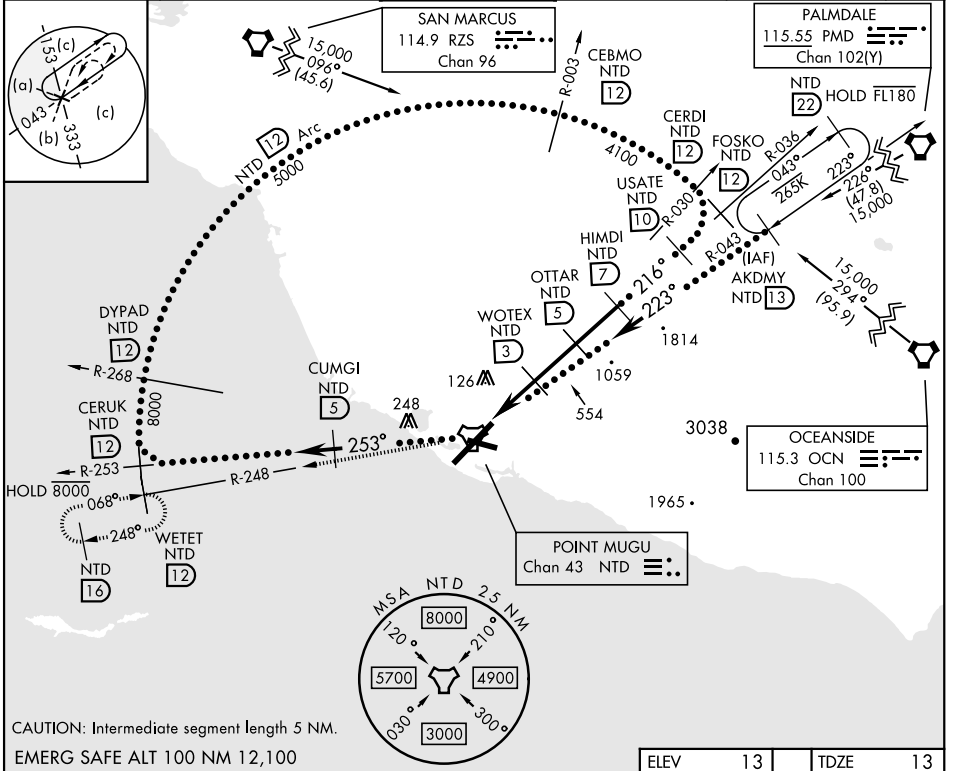 SAN MARCUS
114.9 RZS
Chan 96
PALMDALE
115.55 PMD
Chan 102(Y)
153
(c)
(a)
(c)
043
(b)
333
15,000
096°
(45.6)
R-003
CEBMO
NTD
12
NTD
22
HOLD FL180
NTD 12 Arc
5000
4100
CERDI
NTD
12
FOSKO
NTD
12
R-036
043°
265K
223°
226°
(47.8)
15,000
USATE
NTD
10
R-030
R-043
HIMDI
NTD
7
216°
(IAF)
AKDMY
NTD 13
223°
15,000
294°
(95.9)
OTTAR
NTD
5
DYPAD
NTD
12
WOTEX
NTD
3
1814
R-268
CUMGI
NTD
5
126
1059
8000
248
554
CERUK
NTD
12
3038
253°
OCEANSIDE
115.3 OCN
Chan 100
R-253
R-248
HOLD 8000
068°
1965
248°
WETET
NTD
12
NTD
16
POINT MUGU
Chan 43 NTD
MSA NTD 25 NM
8000
120°
210°
5700
4900
030°
300°
3000
CAUTION: Intermediate segment length 5 NM.
EMERG SAFE ALT 100 NM 12,100
ELEV 13
TDZE 13